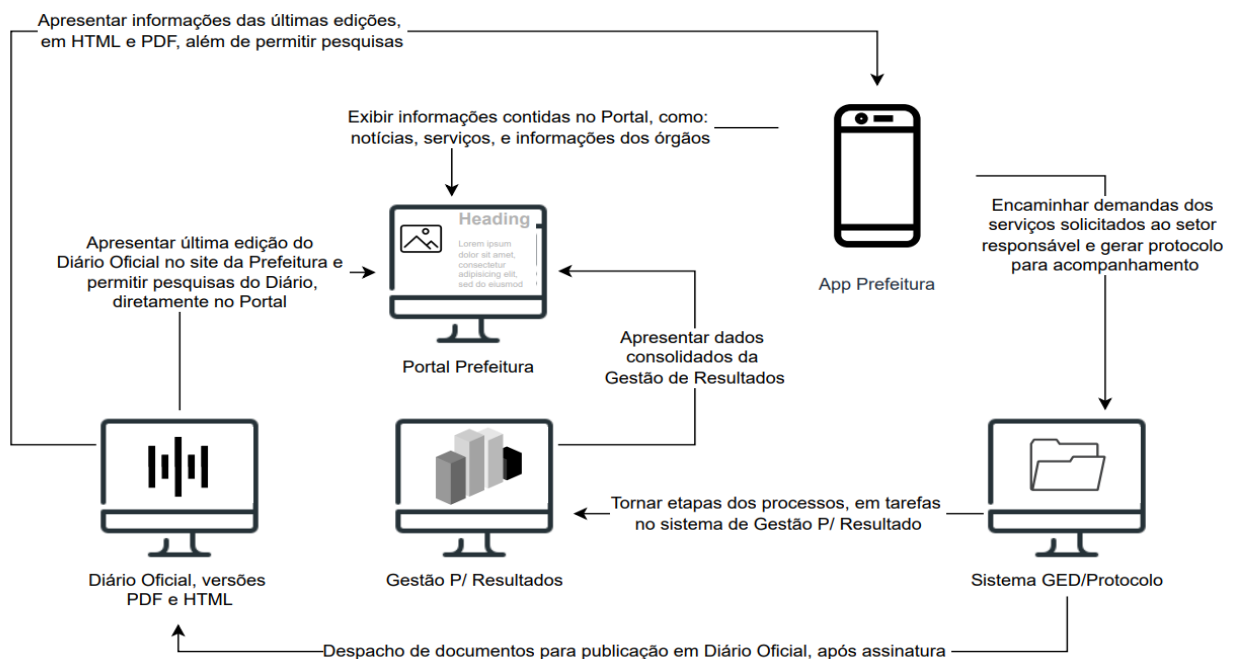 Apresentar informações das últimas edições,
em HTML e PDF, além de permitir pesquisas
Exibir informações contidas no Portal, como:
notícias, serviços, e informações dos órgãos
Encaminhar demandas dos
serviços solicitados ao setor
responsável e gerar protocolo
para acompanhamento
App Prefeitura
Heading
Lorem ipsum
dolor sit amet,
consectetur
adipisicing elit,
sed do eiusmod
Portal Prefeitura
Apresentar última edição do
Diário Oficial no site da Prefeitura e
permitir pesquisas do Diário,
diretamente no Portal
Apresentar dados
consolidados da
Gestão de Resultados
Diário Oficial, versões
PDF e HTML
Gestão P/ Resultados
Tornar etapas dos processos, em tarefas
no sistema de Gestão P/ Resultado
Sistema GED/Protocolo
Despacho de documentos para publicação em Diário Oficial, após assinatura